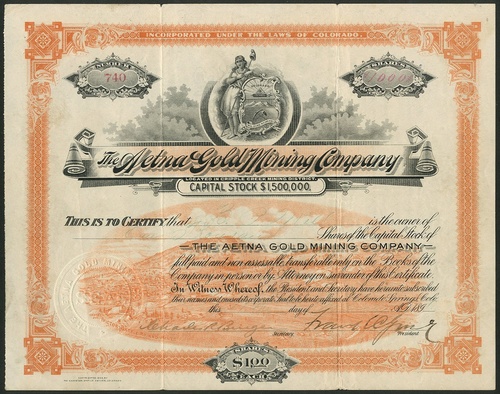 INCORPORATED UNDER THE LAWS OF COLORADO.
NUMBER
740
SHARES
The Aetna Gold Mining Company
LOCATED IN CRIPPLE CREEK MINING DISTRICT.
CAPITAL STOCK $1,500,000.
THIS IS TO CERTIFY that is the owner of
Shares of the Capital Stock of
THE AETNA GOLD MINING COMPANY
full paid and non assessable, transferable only on the Books of the
Company in person or by Attorney on surrender of this Certificate.
In Witness Whereof, the President and Secretary have hereunto subscribed
their names and caused its corporate Seal to be hereto affixed at Colorado Springs, Colo.
this day of
SECRETARY PRESIDENT
SHARES
$1.00
EACH